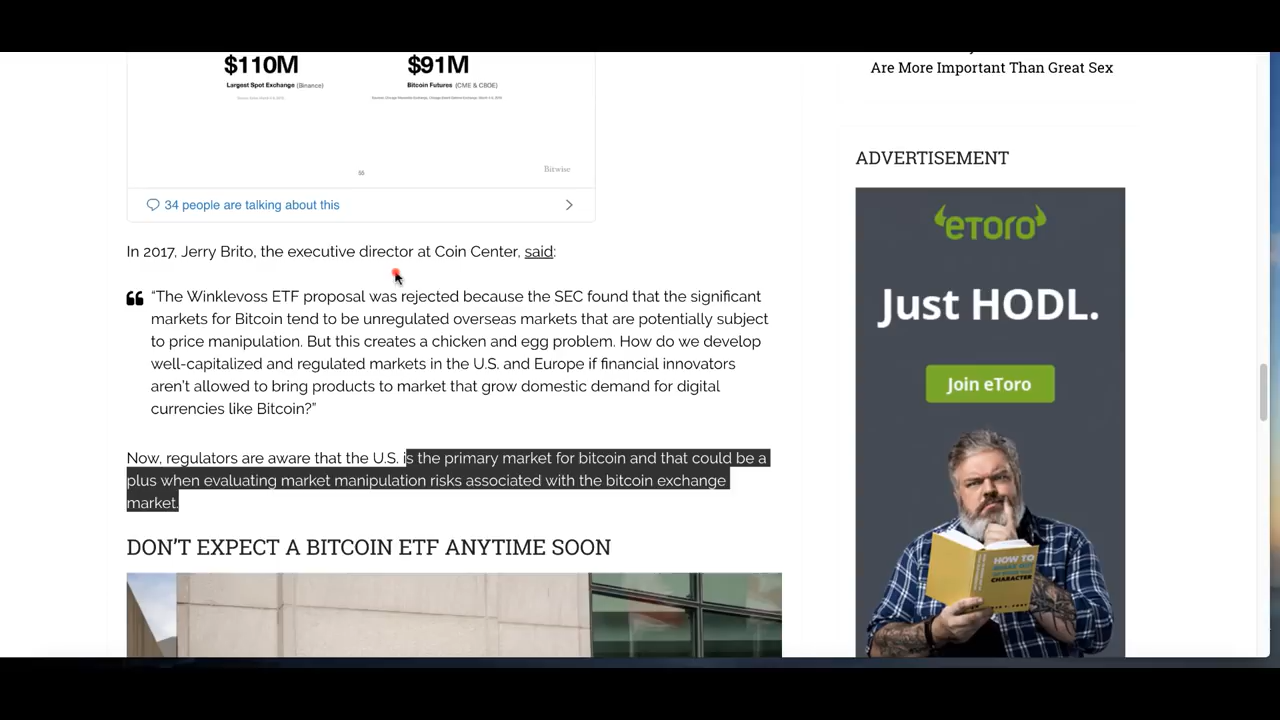 $110M
$91M
Largest Spot Exchange (Binance)
Bitcoin Futures (CME & CBOE)
Bitwise
34 people are talking about this
In 2017, Jerry Brito, the executive director at Coin Center, said:
“The Winklevoss ETF proposal was rejected because the SEC found that the significant
markets for Bitcoin tend to be unregulated overseas markets that are potentially subject
to price manipulation. But this creates a chicken and egg problem. How do we develop
well-capitalized and regulated markets in the U.S. and Europe if financial innovators
aren’t allowed to bring products to market that grow domestic demand for digital
currencies like Bitcoin?”
Now, regulators are aware that the U.S. is the primary market for bitcoin and that could be a
plus when evaluating market manipulation risks associated with the bitcoin exchange
market.
DON’T EXPECT A BITCOIN ETF ANYTIME SOON
Are More Important Than Great Sex
ADVERTISEMENT
eToro
Just HODL.
Join eToro
HOW TO
CHARACTER